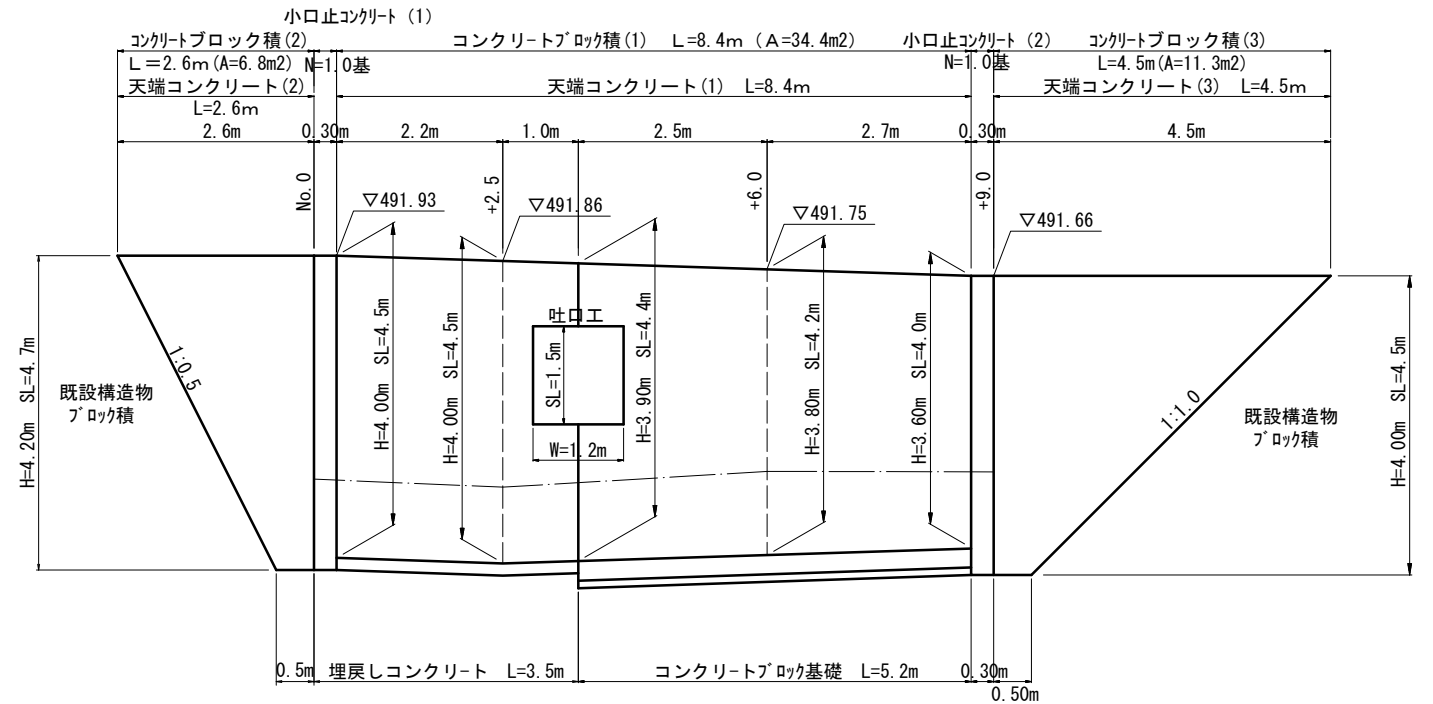 小口止コンクリート (1)
コンクリートブロック積(2)
コンクリートブロック積(1) L=8.4m (A=34.4m2)
小口止コンクリート (2)
コンクリートブロック積(3)
L=2.6m(A=6.8m2)
N=1.0基
N=1.0基
L=4.5m(A=11.3m2)
天端コンクリート(2)
天端コンクリート(1) L=8.4m
天端コンクリート(3) L=4.5m
L=2.6m
2.6m
0.30m
2.2m
1.0m
2.5m
2.7m
0.30m
4.5m
No.0
+2.5
+6.0
+9.0
▽491.93
▽491.86
▽491.75
▽491.66
H=4.20m SL=4.7m
1:0.5
既設構造物
ブロック積
H=4.00m SL=4.5m
H=4.00m SL=4.5m
吐口工
SL=1.5m
W=1.2m
H=3.90m SL=4.4m
H=3.80m SL=4.2m
H=3.60m SL=4.0m
1:1.0
既設構造物
ブロック積
H=4.00m SL=4.5m
0.5m
埋戻しコンクリート L=3.5m
コンクリートブロック基礎 L=5.2m
0.30m
0.50m